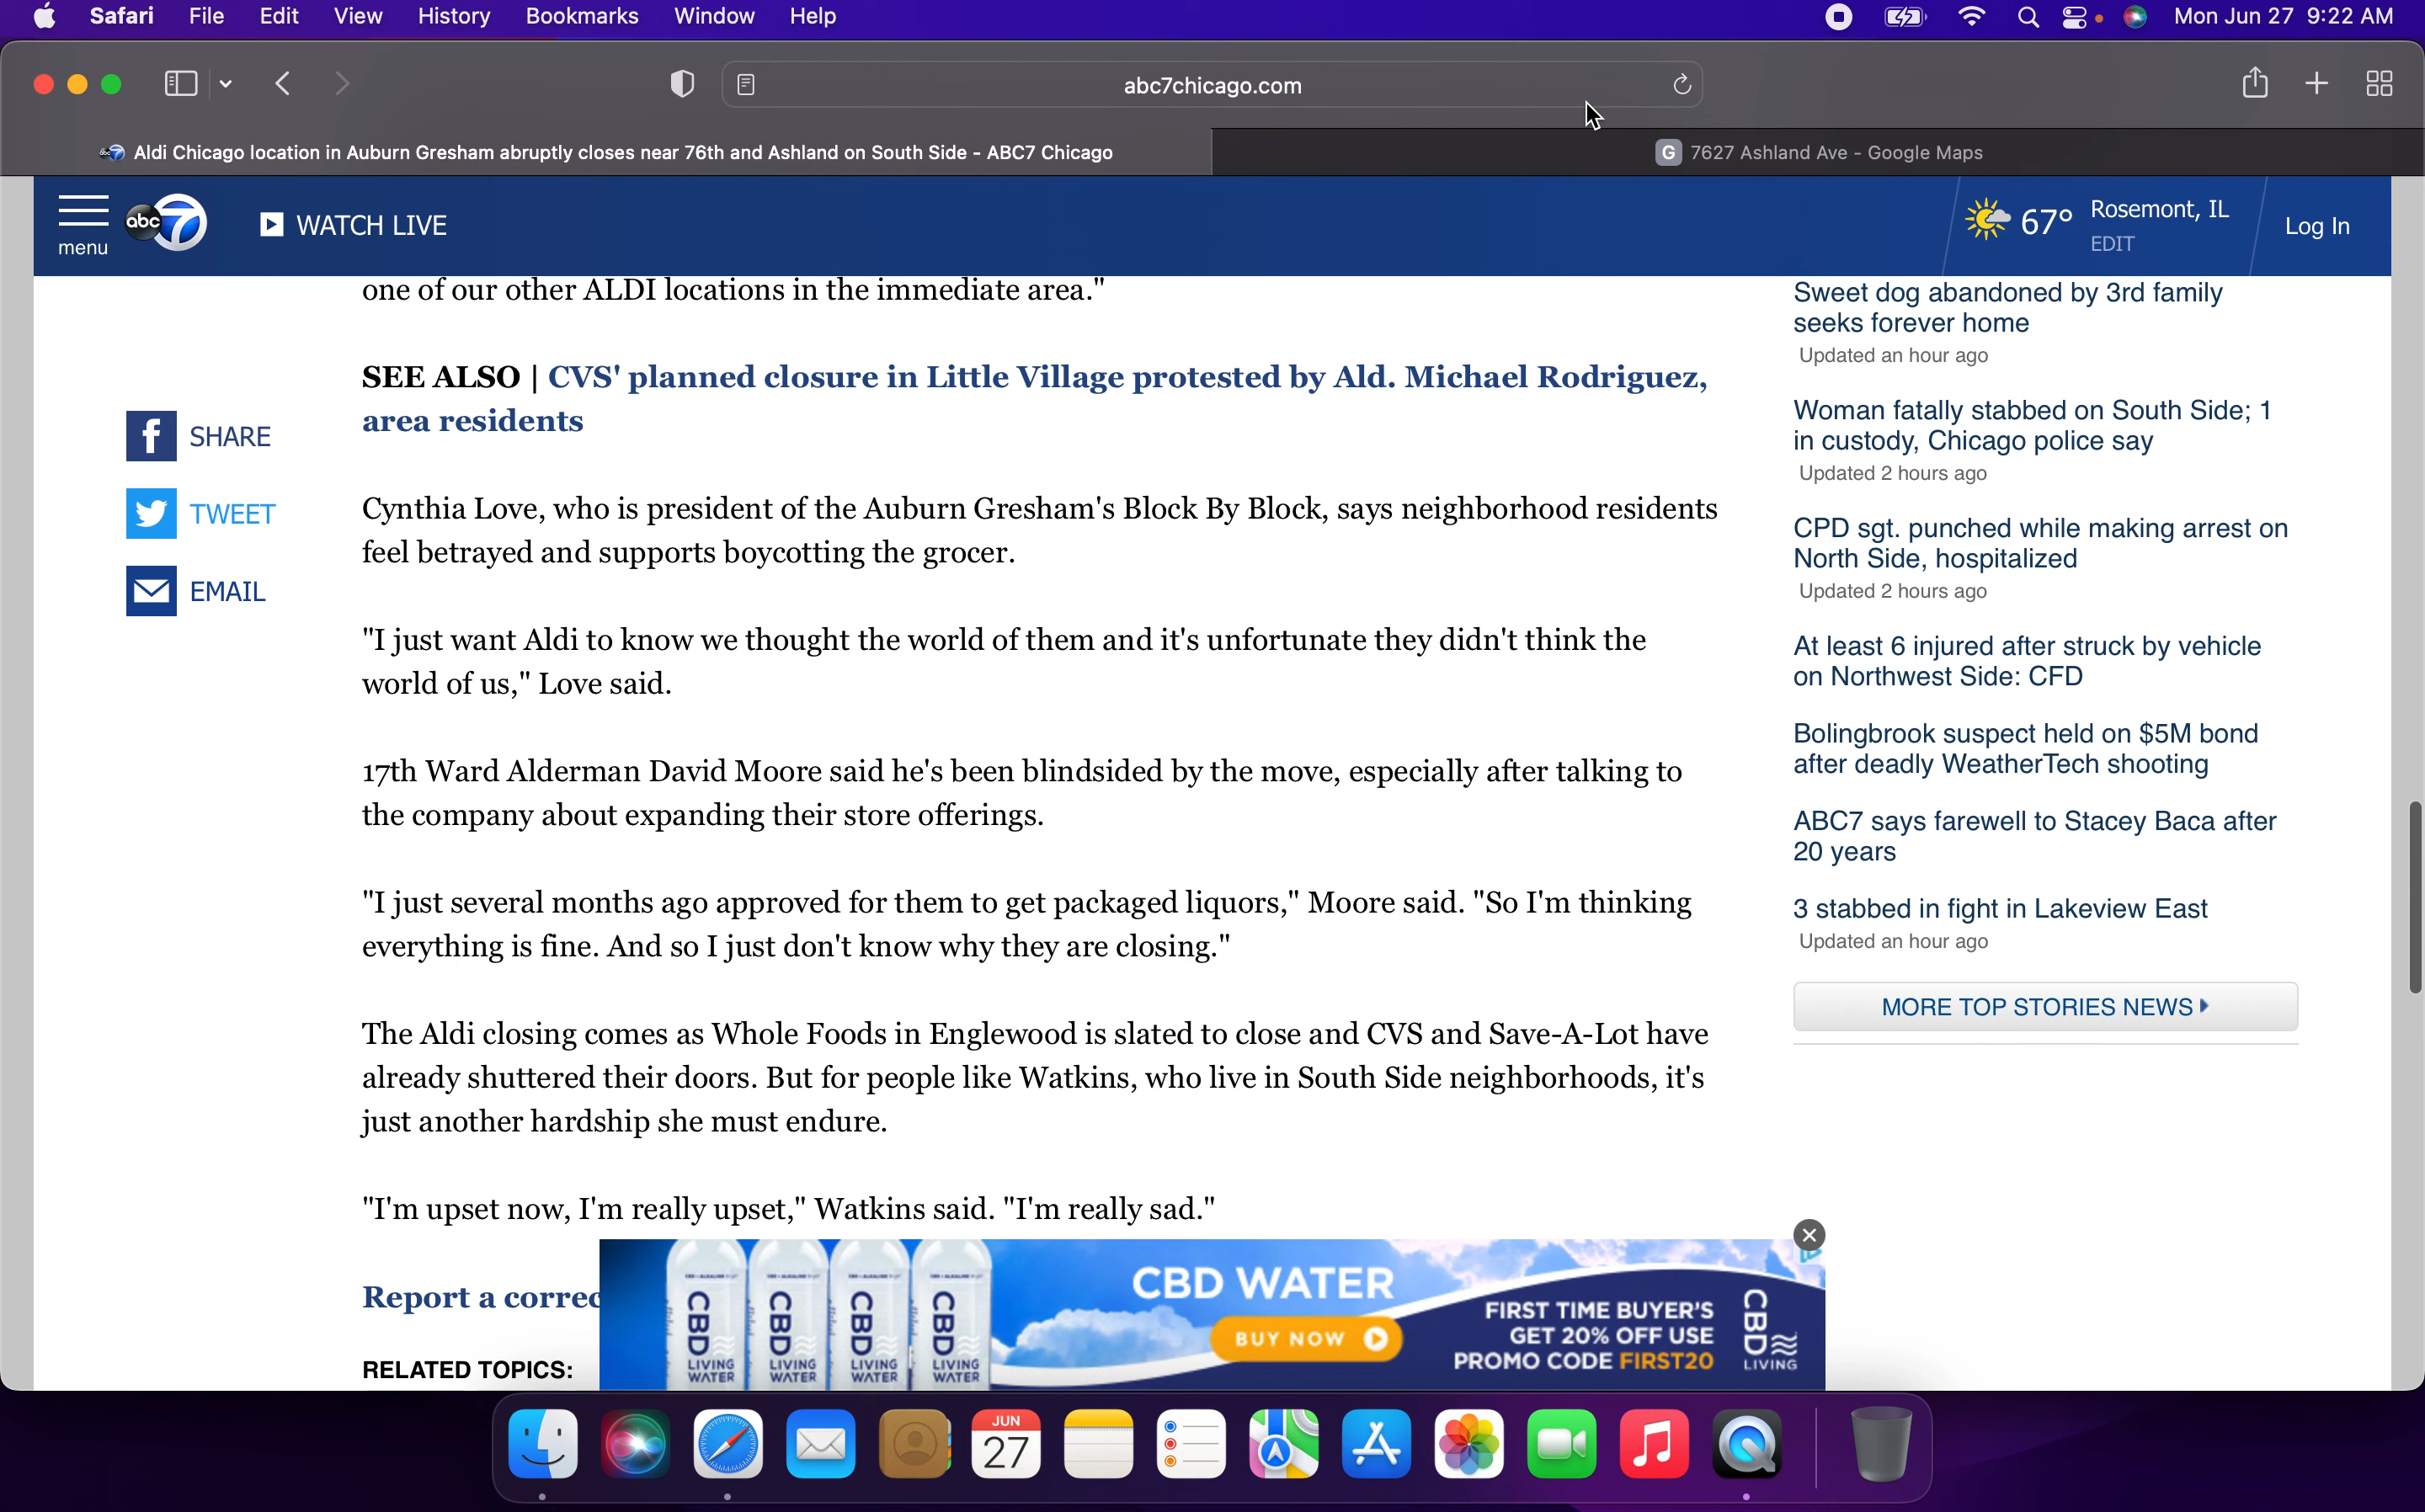 Safari File Edit View History Bookmarks Window Help Mon Jun 27 9:22 AM
abc7chicago.com
Aldi Chicago location in Auburn Gresham abruptly closes near 76th and Ashland on South Side - ABC7 Chicago
G 7627 Ashland Ave - Google Maps
menu
abc 7
WATCH LIVE
67°
Rosemont, IL
EDIT
Log In
SHARE
TWEET
EMAIL
one of our other ALDI locations in the immediate area."
SEE ALSO | CVS' planned closure in Little Village protested by Ald. Michael Rodriguez,
area residents
Cynthia Love, who is president of the Auburn Gresham's Block By Block, says neighborhood residents
feel betrayed and supports boycotting the grocer.
"I just want Aldi to know we thought the world of them and it's unfortunate they didn't think the
world of us," Love said.
17th Ward Alderman David Moore said he's been blindsided by the move, especially after talking to
the company about expanding their store offerings.
"I just several months ago approved for them to get packaged liquors," Moore said. "So I'm thinking
everything is fine. And so I just don't know why they are closing."
The Aldi closing comes as Whole Foods in Englewood is slated to close and CVS and Save-A-Lot have
already shuttered their doors. But for people like Watkins, who live in South Side neighborhoods, it's
just another hardship she must endure.
"I'm upset now, I'm really upset," Watkins said. "I'm really sad."
Report a correc
RELATED TOPICS:
Sweet dog abandoned by 3rd family
seeks forever home
Updated an hour ago
Woman fatally stabbed on South Side; 1
in custody, Chicago police say
Updated 2 hours ago
CPD sgt. punched while making arrest on
North Side, hospitalized
Updated 2 hours ago
At least 6 injured after struck by vehicle
on Northwest Side: CFD
Bolingbrook suspect held on $5M bond
after deadly WeatherTech shooting
ABC7 says farewell to Stacey Baca after
20 years
3 stabbed in fight in Lakeview East
Updated an hour ago
MORE TOP STORIES NEWS
CBD CBD CBD CBD
LIVING LIVING LIVING LIVING
WATER WATER WATER WATER
CBD WATER
BUY NOW
FIRST TIME BUYER'S
GET 20% OFF USE
PROMO CODE FIRST20
CBD
LIVING
JUN
27